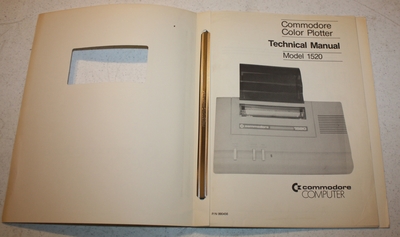 Commodore
Color Plotter
Technical Manual
Model 1520
commodore
COMPUTER